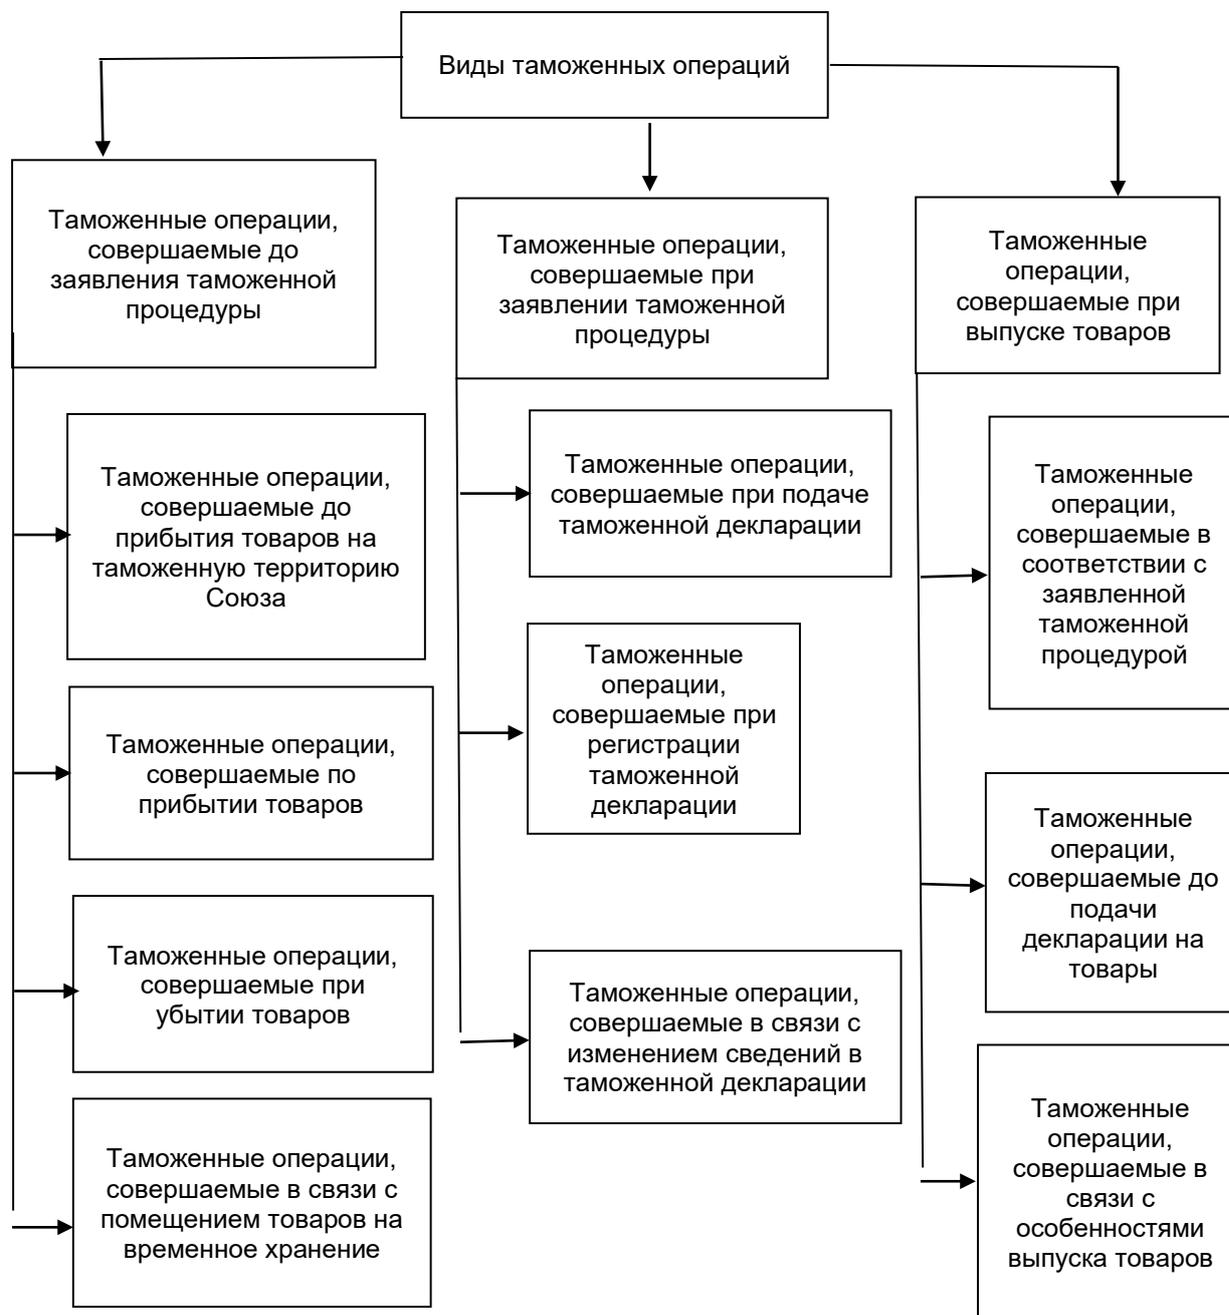 Виды таможенных операций
Таможенные операции,
совершаемые до
заявления таможенной
процедуры
Таможенные операции,
совершаемые до
прибытия товаров на
таможенную территорию
Союза
Таможенные операции,
совершаемые по
прибытии товаров
Таможенные операции,
совершаемые при
убытии товаров
Таможенные операции,
совершаемые в связи с
помещением товаров на
временное хранение
Таможенные операции,
совершаемые при
заявлении таможенной
процедуры
Таможенные операции,
совершаемые при подаче
таможенной декларации
Таможенные
операции,
совершаемые при
регистрации
таможенной
декларации
Таможенные операции,
совершаемые в связи с
изменением сведений в
таможенной декларации
Таможенные
операции,
совершаемые при
выпуске товаров
Таможенные
операции,
совершаемые в
соответствии с
заявленной
таможенной
процедурой
Таможенные
операции,
совершаемые до
подачи
декларации на
товары
Таможенные
операции,
совершаемые в
связи с
особенностями
выпуска товаров